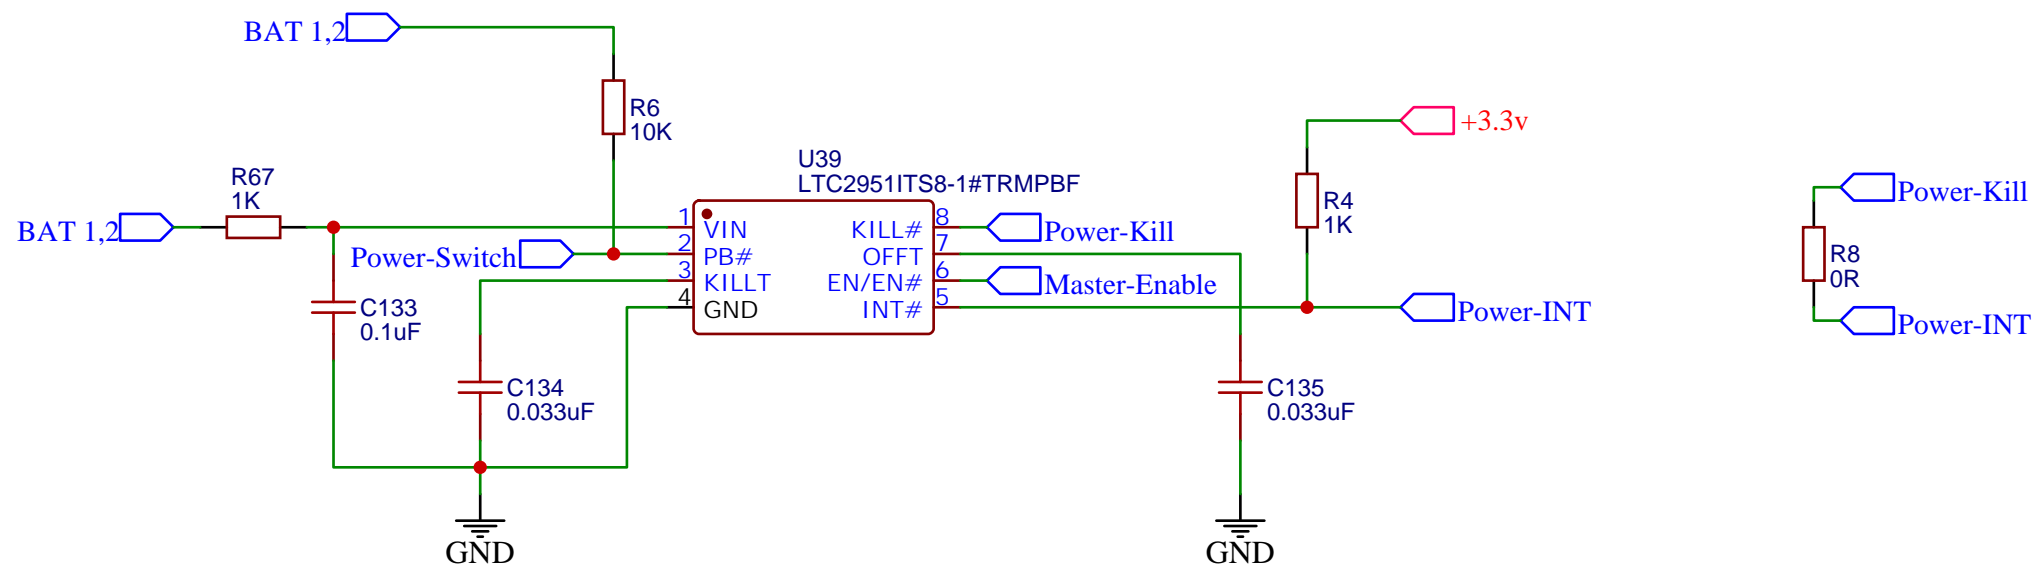 BAT 1,2
R6
10K
+3.3v
U39
LTC2951ITS8-1#TRMPBF
R67
1K
R4
1K
Power-Kill
BAT 1,2
1
VIN
KILL#
8
Power-Kill
Power-Switch
2
PB#
OFFT
7
R8
0R
3
KILLT
EN/EN#
6
Master-Enable
4
GND
INT#
5
Power-INT
Power-INT
C133
0.1uF
C134
0.033uF
C135
0.033uF
GND
GND